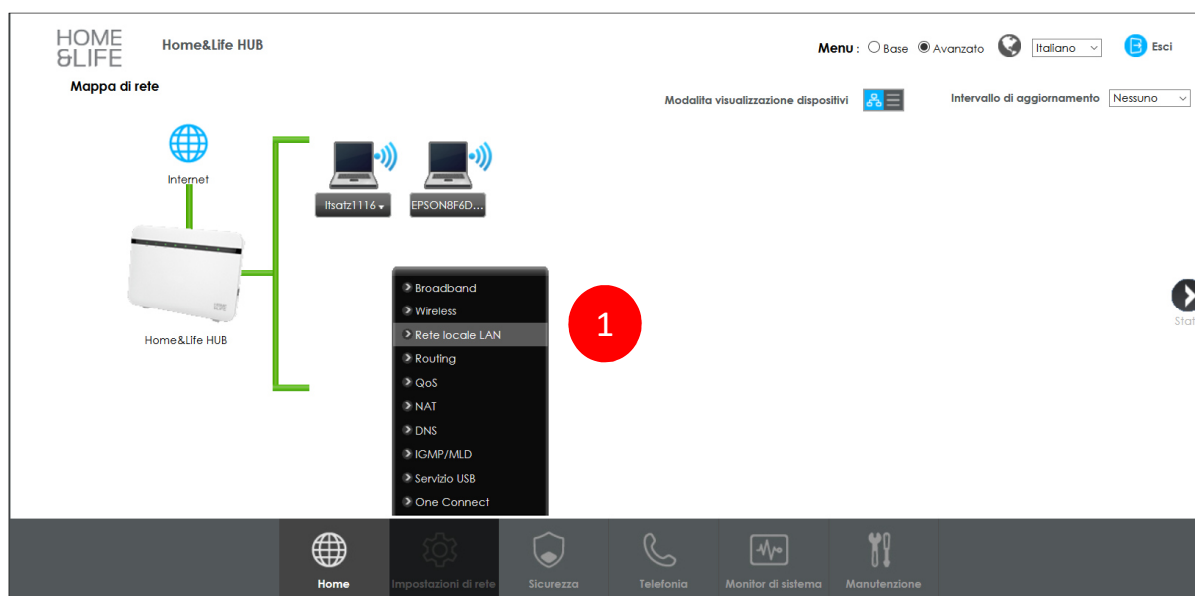 HOME
&LIFE
Home&Life HUB
Menu : Base Avanzato Italiano Esci
Mappa di rete
Modalita visualizzazione dispositivi
Intervallo di aggiornamento Nessuno
Internet
Itsatz1116 EPSON8F6D...
Home&Life HUB
Broadband
Wireless
Rete locale LAN
1
Routing
QoS
NAT
DNS
IGMP/MLD
Servizio USB
One Connect
Stat
Home Impostazioni di rete Sicurezza Telefonia Monitor di sistema Manutenzione